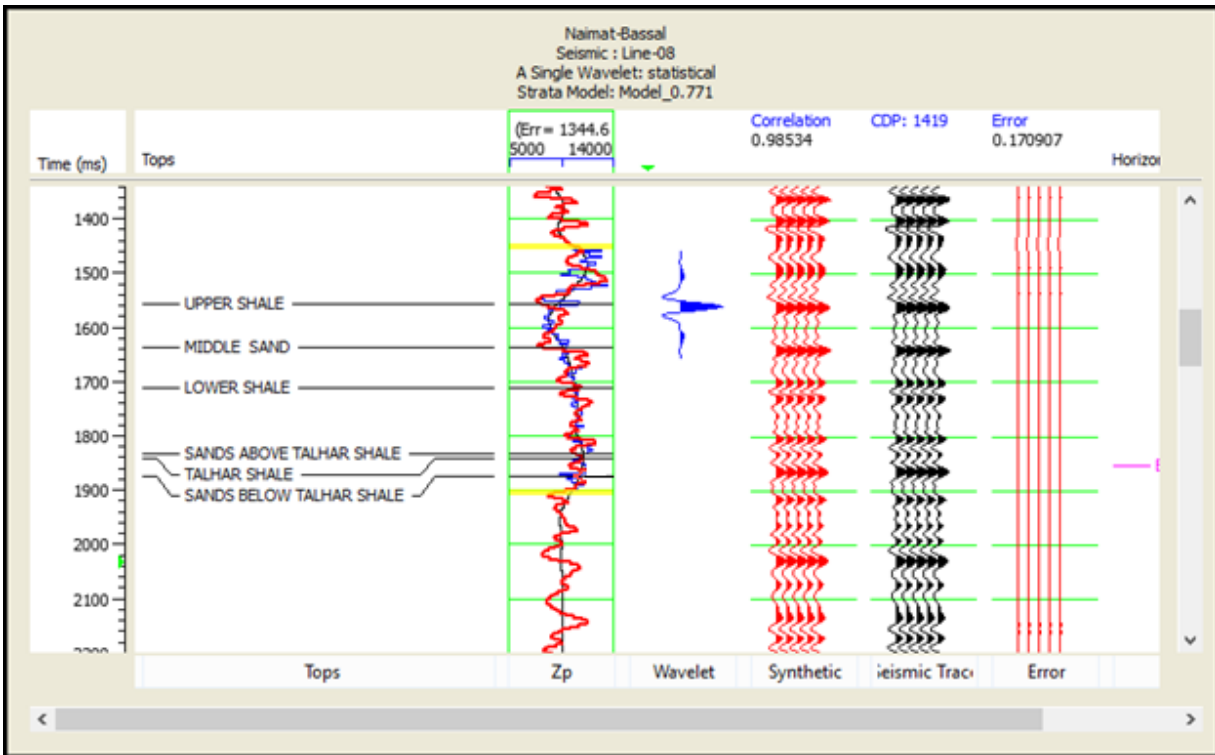 Naimat-Bassal
Seismic : Line-08
A Single Wavelet: statistical
Strata Model: Model_0.771
Time (ms)
Tops
(Err= 1344.6
5000 14000
Correlation
0.98534
CDP: 1419
Error
0.170907
Horizo
1400
1500
UPPER SHALE
1600
MIDDLE SAND
1700
LOWER SHALE
1800
SANDS ABOVE TALHAR SHALE
TALHAR SHALE
1900
SANDS BELOW TALHAR SHALE
2000
2100
Tops
Zp
Wavelet
Synthetic
Seismic Trac
Error